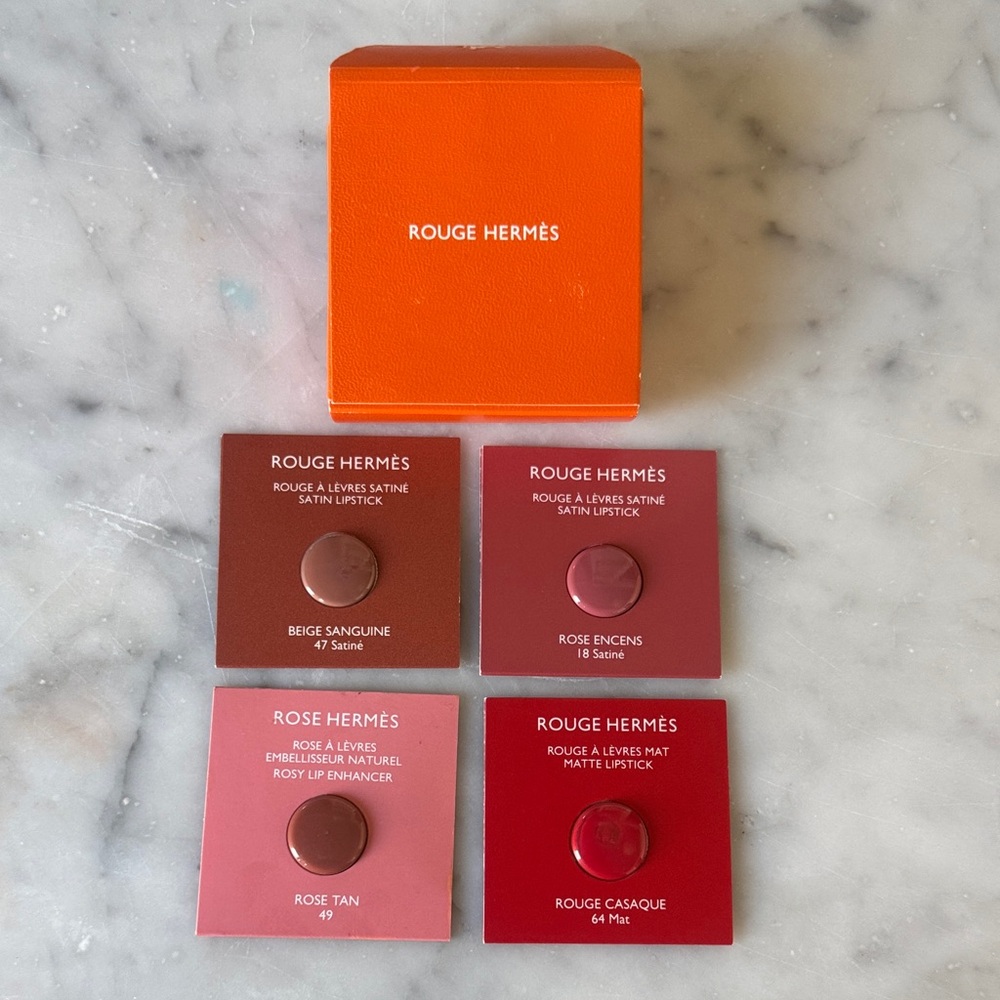 ROUGE HERMÈS
ROUGE HERMÈS
ROUGE À LÈVRES SATINÉ
SATIN LIPSTICK
BEIGE SANGUINE
47 Satiné
ROUGE HERMÈS
ROUGE À LÈVRES SATINÉ
SATIN LIPSTICK
ROSE ENCENS
18 Satiné
ROSE HERMÈS
ROSE À LÈVRES
EMBELLISSEUR NATUREL
ROSY LIP ENHANCER
ROSE TAN
49
ROUGE HERMÈS
ROUGE À LÈVRES MAT
MATTE LIPSTICK
ROUGE CASAQUE
64 Mat